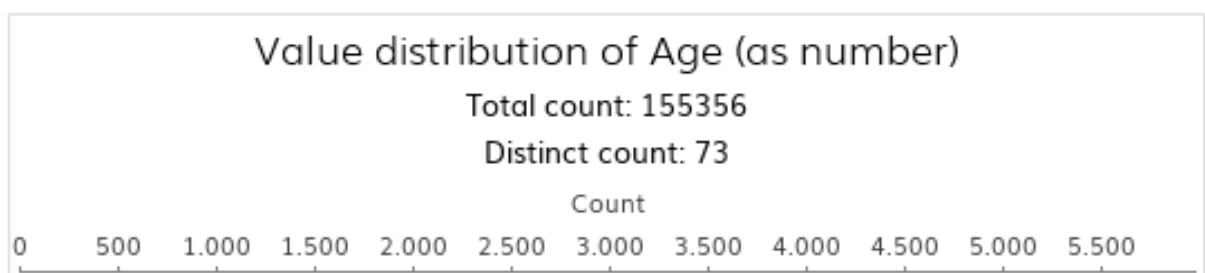 Value distribution of Age (as number)
Total count: 155356
Distinct count: 73
Count
0 500 1.000 1.500 2.000 2.500 3.000 3.500 4.000 4.500 5.000 5.500